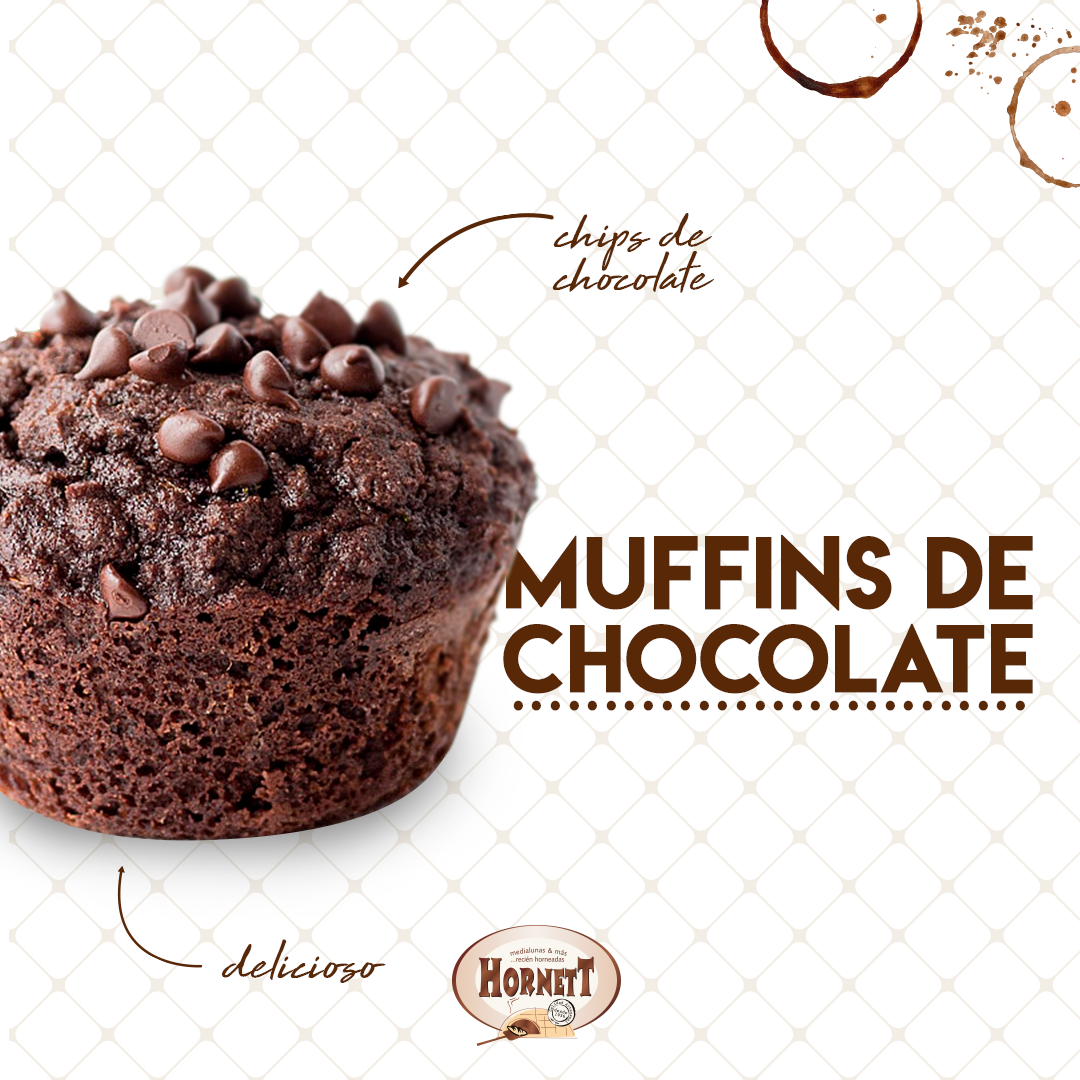 chips de
chocolate
MUFFINS DE
CHOCOLATE
delicioso
medialunas & más
...recién horneadas
HORNETT